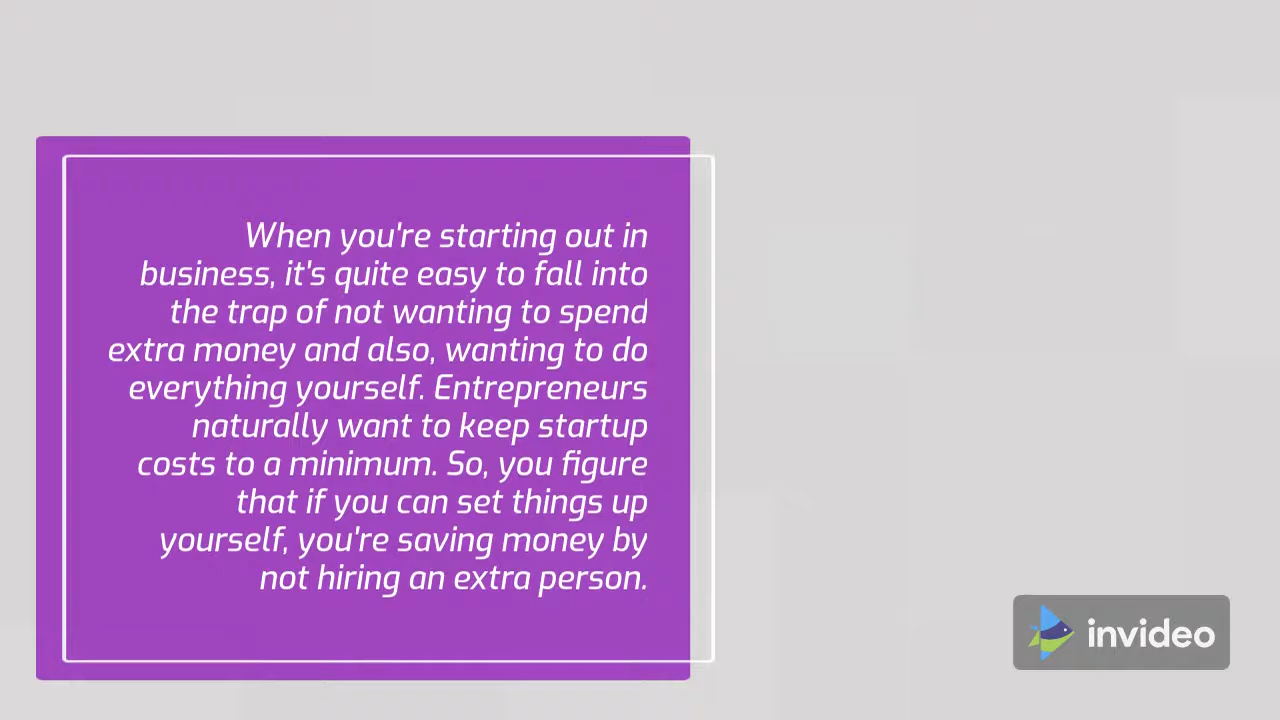 When you're starting out in
business, it's quite easy to fall into
the trap of not wanting to spend
extra money and also, wanting to do
everything yourself. Entrepreneurs
naturally want to keep startup
costs to a minimum. So, you figure
that if you can set things up
yourself, you're saving money by
not hiring an extra person.
invideo